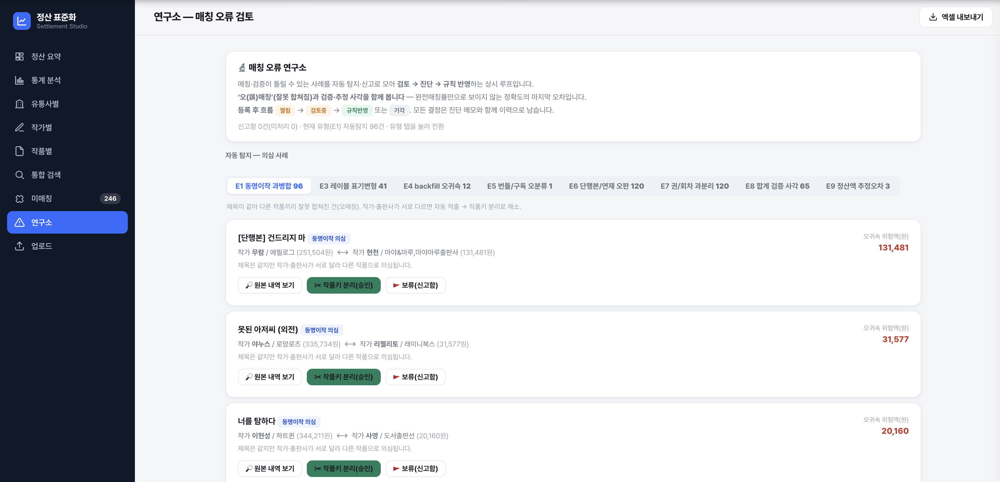 정산 표준화
Settlement Studio
정산 요약
통계 분석
유통사별
작가별
작품별
통합 검색
미매칭 246
연구소
업로드
연구소 — 매칭 오류 검토
엑셀 내보내기
매칭 오류 연구소
매칭·검증이 틀릴 수 있는 사례를 자동 탐지·신고로 모아 검토 → 진단 → 규칙 반영하는 상시 루프입니다.
‘오(誤)매칭’(잘못 합쳐짐)과 검증·추정 사각을 함께 봅니다 — 완전매칭률만으로 보이지 않는 정확도의 마지막 오차입니다.
등록 후 흐름 열림 → 검토중 → 규칙반영 또는 기각. 모든 결정은 진단 메모와 함께 이력으로 남습니다.
신고함 0건(미처리 0) · 현재 유형(E1) 자동탐지 96건 · 유형 탭을 눌러 전환
자동 탐지 — 의심 사례
E1 동명이작 과병합 96 E3 레이블 표기변형 41 E4 backfill 오귀속 12 E5 번들/구독 오분류 1 E6 단행본/연재 오판 120 E7 권/회차 과분리 120 E8 합계 검증 사각 65 E9 정산액 추정오차 3
제목이 같아 다른 작품끼리 잘못 합쳐진 건(오매칭). 작가·출판사가 서로 다르면 자동 적출 → 작품키 분리로 해소.
[단행본] 건드리지 마 동명이작 의심
오귀속 위험액(원)
131,481
작가 무람 / 에필로그 (251,504원) ⟷ 작가 현천 / 마야&마루,마야마루출판사 (131,481원)
제목은 같지만 작가·출판사가 서로 달라 다른 작품으로 의심됩니다.
원본 내역 보기 작품키 분리(승인) 보류(신고함)
못된 아저씨 (외전) 동명이작 의심
오귀속 위험액(원)
31,577
작가 야누스 / 로망로즈 (335,734원) ⟷ 작가 리첼리토 / 래이니북스 (31,577원)
제목은 같지만 작가·출판사가 서로 달라 다른 작품으로 의심됩니다.
원본 내역 보기 작품키 분리(승인) 보류(신고함)
너를 탐하다 동명이작 의심
오귀속 위험액(원)
20,160
작가 이현성 / 하트퀸 (344,211원) ⟷ 작가 사영 / 도서출판선 (20,160원)
제목은 같지만 작가·출판사가 서로 달라 다른 작품으로 의심됩니다.
원본 내역 보기 작품키 분리(승인) 보류(신고함)